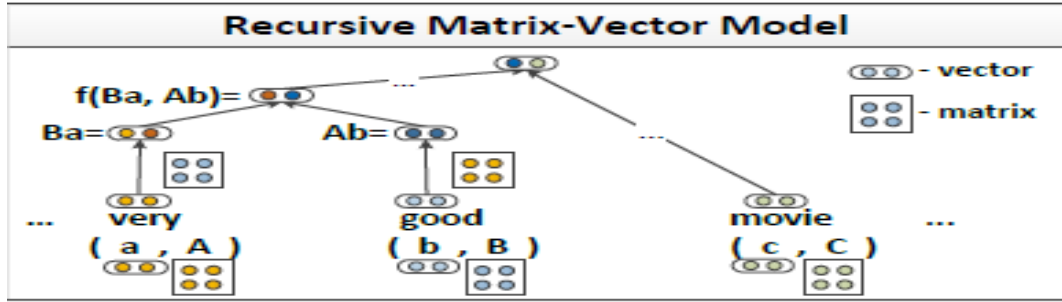 Recursive Matrix-Vector Model
...
- vector
f(Ba, Ab)=
- matrix
Ba=
Ab=
...
... very good movie ...
( a , A ) ( b , B ) ( c , C )